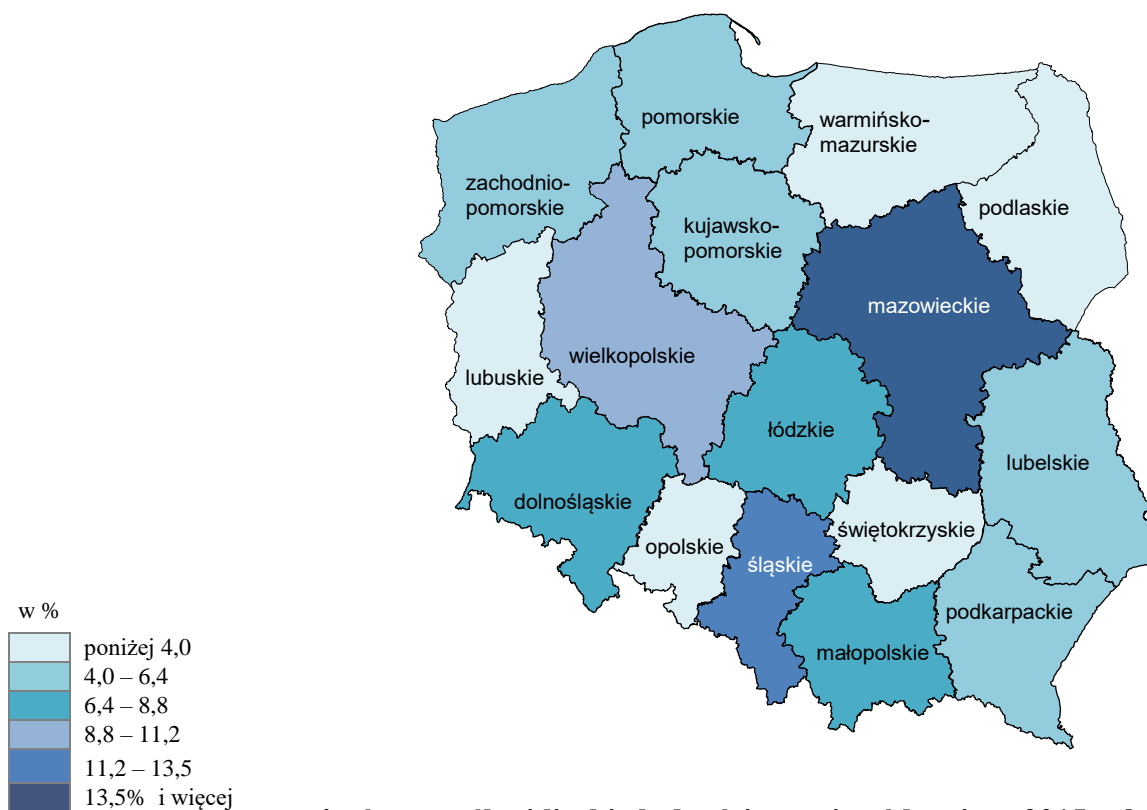 pomorskie
warmińsko-
mazurskie
zachodnio-
pomorskie
podlaskie
kujawsko-
pomorskie
mazowieckie
wielkopolskie
lubuskie
łódzkie
lubelskie
dolnośląskie
świętokrzyskie
opolskie
śląskie
podkarpackie
małopolskie
w %
poniżej 4,0
4,0 – 6,4
6,4 – 8,8
8,8 – 11,2
11,2 – 13,5
13,5% i więcej